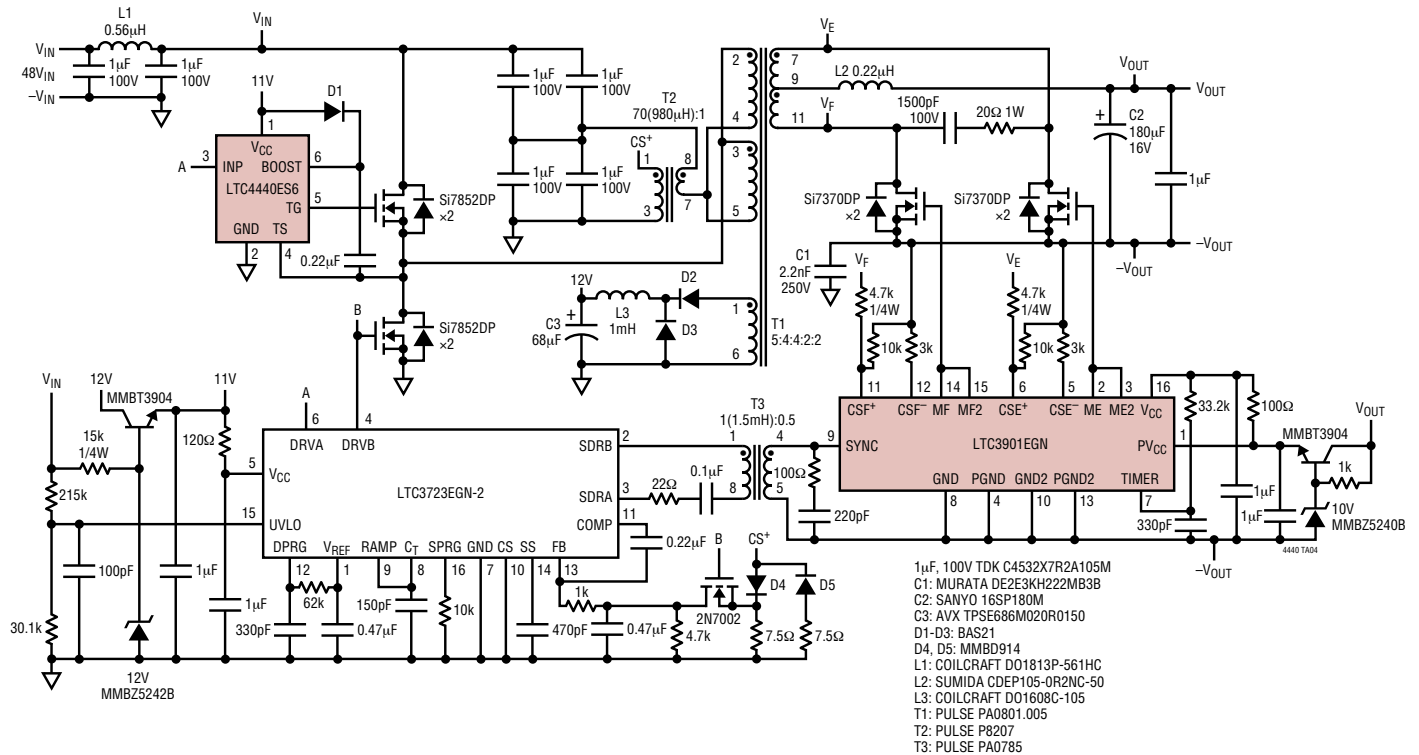 L1
0.56µH
VIN
VIN
48VIN
–VIN
1µF
100V
1µF
100V
11V
D1
1
VCC
3
INP
A
BOOST
6
LTC4440ES6
TG
5
GND
TS
2
4
0.22µF
Si7852DP
×2
B
Si7852DP
×2
1µF
100V
1µF
100V
1µF
100V
1µF
100V
T2
70(980µH):1
CS+
1
8
3
7
2
4
3
5
1
6
T1
5:4:4:2:2
12V
C3
68µF
+
L3
1mH
D2
D3
7
9
11
VE
VF
L2 0.22µH
1500pF
100V
20Ω 1W
VOUT
VOUT
+
C2
180µF
16V
1µF
Si7370DP
×2
Si7370DP
×2
–VOUT
–VOUT
C1
2.2nF
250V
VF
4.7k
1/4W
10k
3k
VE
4.7k
1/4W
10k
3k
11
12
14
15
6
5
2
3
16
CSF+
CSF–
MF
MF2
CSE+
CSE–
ME
ME2
VCC
9
SYNC
LTC3901EGN
PVCC
1
GND
PGND
GND2
PGND2
TIMER
8
4
10
13
7
33.2k
100Ω
MMBT3904
VOUT
1k
10V
MMBZ5240B
1µF
1µF
330pF
4440 TA04
–VOUT
VIN
12V
MMBT3904
11V
15k
1/4W
120Ω
215k
30.1k
100pF
1µF
1µF
12V
MMBZ5242B
A
6
4
DRVA
DRVB
5
VCC
15
UVLO
LTC3723EGN-2
SDRB
2
SDRA
3
COMP
11
DPRG
VREF
RAMP
CT
SPRG
GND
CS
SS
FB
12
1
9
8
16
7
10
14
13
62k
330pF
0.47µF
150pF
10k
470pF
1k
0.47µF
4.7k
0.22µF
22Ω
0.1µF
T3
1(1.5mH):0.5
1
4
8
5
100Ω
220pF
B
2N7002
CS+
D4
D5
7.5Ω
7.5Ω
1µF, 100V TDK C4532X7R2A105M
C1: MURATA DE2E3KH222MB3B
C2: SANYO 16SP180M
C3: AVX TPSE686M020R0150
D1-D3: BAS21
D4, D5: MMBD914
L1: COILCRAFT DO1813P-561HC
L2: SUMIDA CDEP105-0R2NC-50
L3: COILCRAFT DO1608C-105
T1: PULSE PA0801.005
T2: PULSE P8207
T3: PULSE PA0785